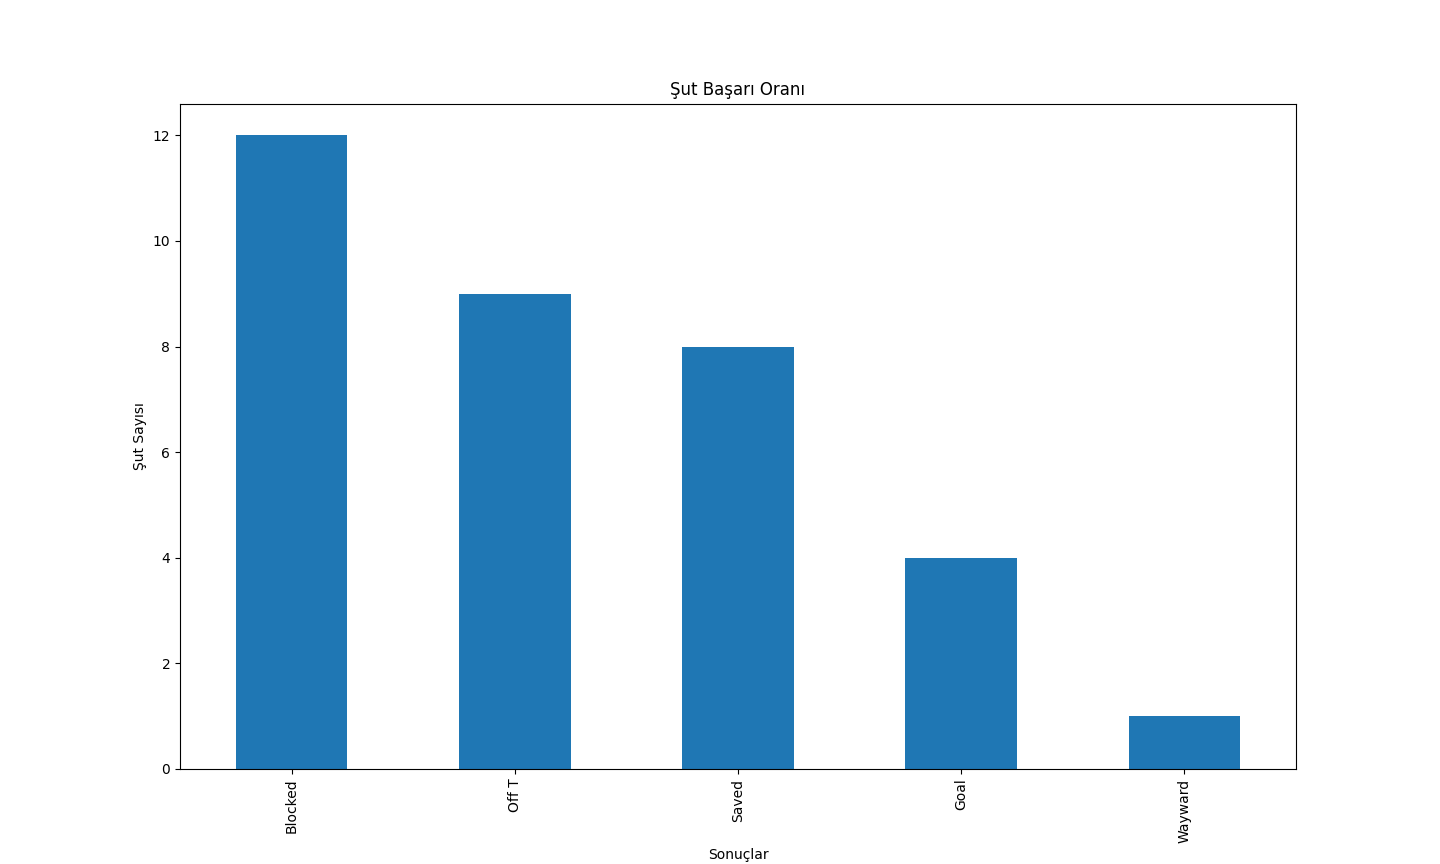 Şut Başarı Oranı
12
10
8
6
4
2
0
Şut Sayısı
Blocked
Off T
Saved
Goal
Wayward
Sonuçlar